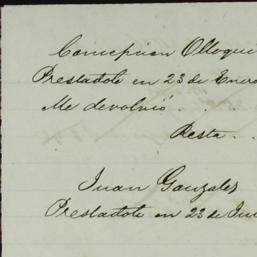 Concepcion Olloqui
Prestadole en 23 de Enero
Me devolvió . . .
Resta . .
Juan Gonzales
Prestadole en 23 de